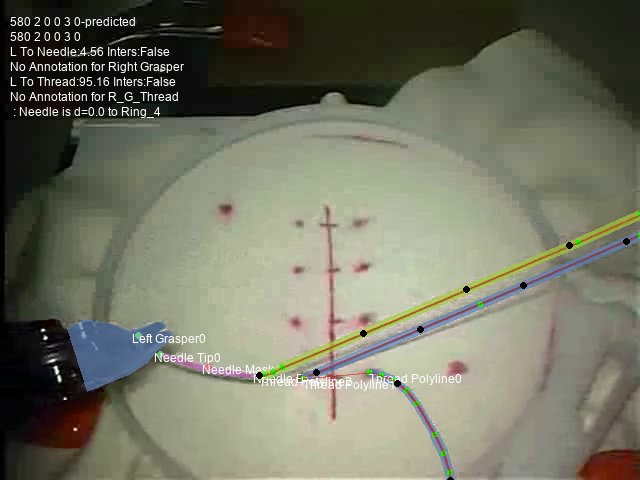 580 2 0 0 3 0-predicted
580 2 0 0 3 0
L To Needle:4.56 Inters:False
No Annotation for Right Grasper
L To Thread:95.16 Inters:False
No Annotation for R_G_Thread
: Needle is d=0.0 to Ring_4
Left Grasper0
Needle Tip0
Needle Mask
Thread Polyline0
Thread Polyline